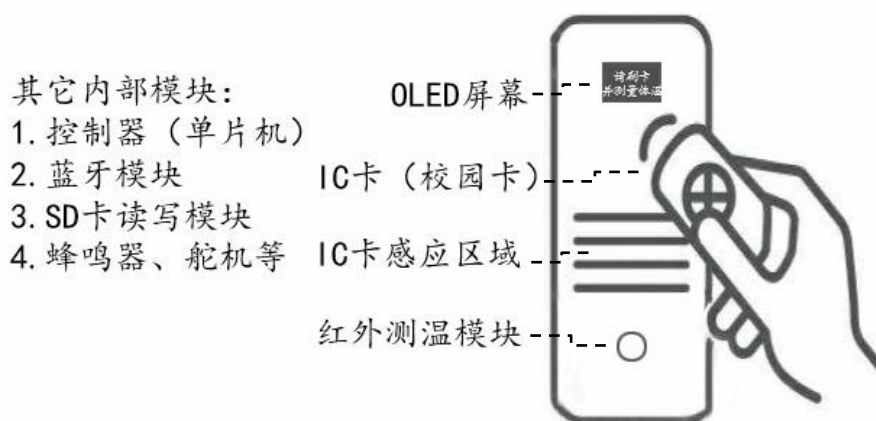 其它内部模块：
1.控制器（单片机）
2.蓝牙模块
3.SD卡读写模块
4.蜂鸣器、舵机等
OLED屏幕
请刷卡
并测量体温
IC卡（校园卡）
IC卡感应区域
红外测温模块